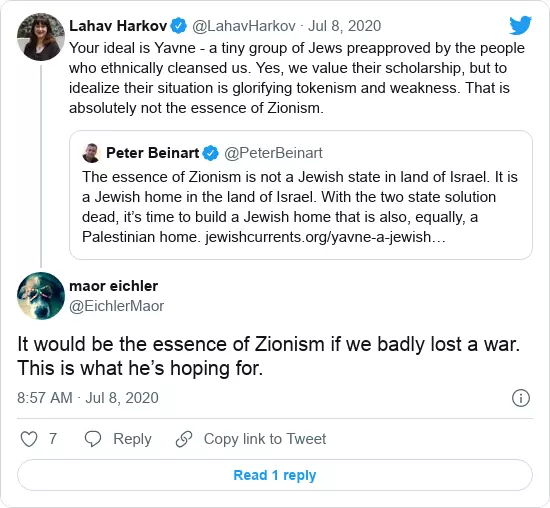 Lahav Harkov @LahavHarkov · Jul 8, 2020
Your ideal is Yavne - a tiny group of Jews preapproved by the people
who ethnically cleansed us. Yes, we value their scholarship, but to
idealize their situation is glorifying tokenism and weakness. That is
absolutely not the essence of Zionism.
Peter Beinart @PeterBeinart
The essence of Zionism is not a Jewish state in land of Israel. It is
a Jewish home in the land of Israel. With the two state solution
dead, it's time to build a Jewish home that is also, equally, a
Palestinian home. jewishcurrents.org/yavne-a-jewish…
maor eichler
@EichlerMaor
It would be the essence of Zionism if we badly lost a war.
This is what he's hoping for.
8:57 AM · Jul 8, 2020
7 Reply Copy link to Tweet
Read 1 reply